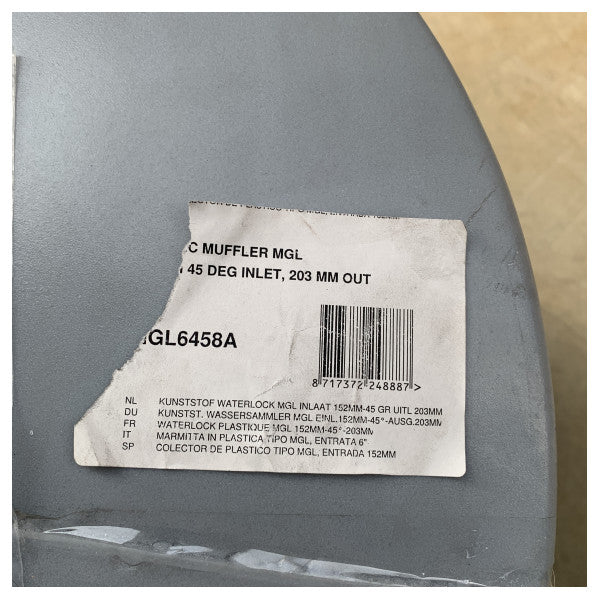 C MUFFLER MGL
45 DEG INLET, 203 MM OUT
GL6458A
8 717372 248887 >
NL KUNSTSTOF WATERLOCK MGL INLAAT 152MM-45 GR UITL 203MM
DU KUNSTST. WASSERSAMMLER MGL EINL,152MM-45°-AUSG.203MM
FR WATERLOCK PLASTIQUE MGL 152MM-45°-203MM
IT MARMITTA IN PLASTICA TIPO MGL, ENTRATA 6"
SP COLECTOR DE PLASTICO TIPO MGL, ENTRADA 152MM